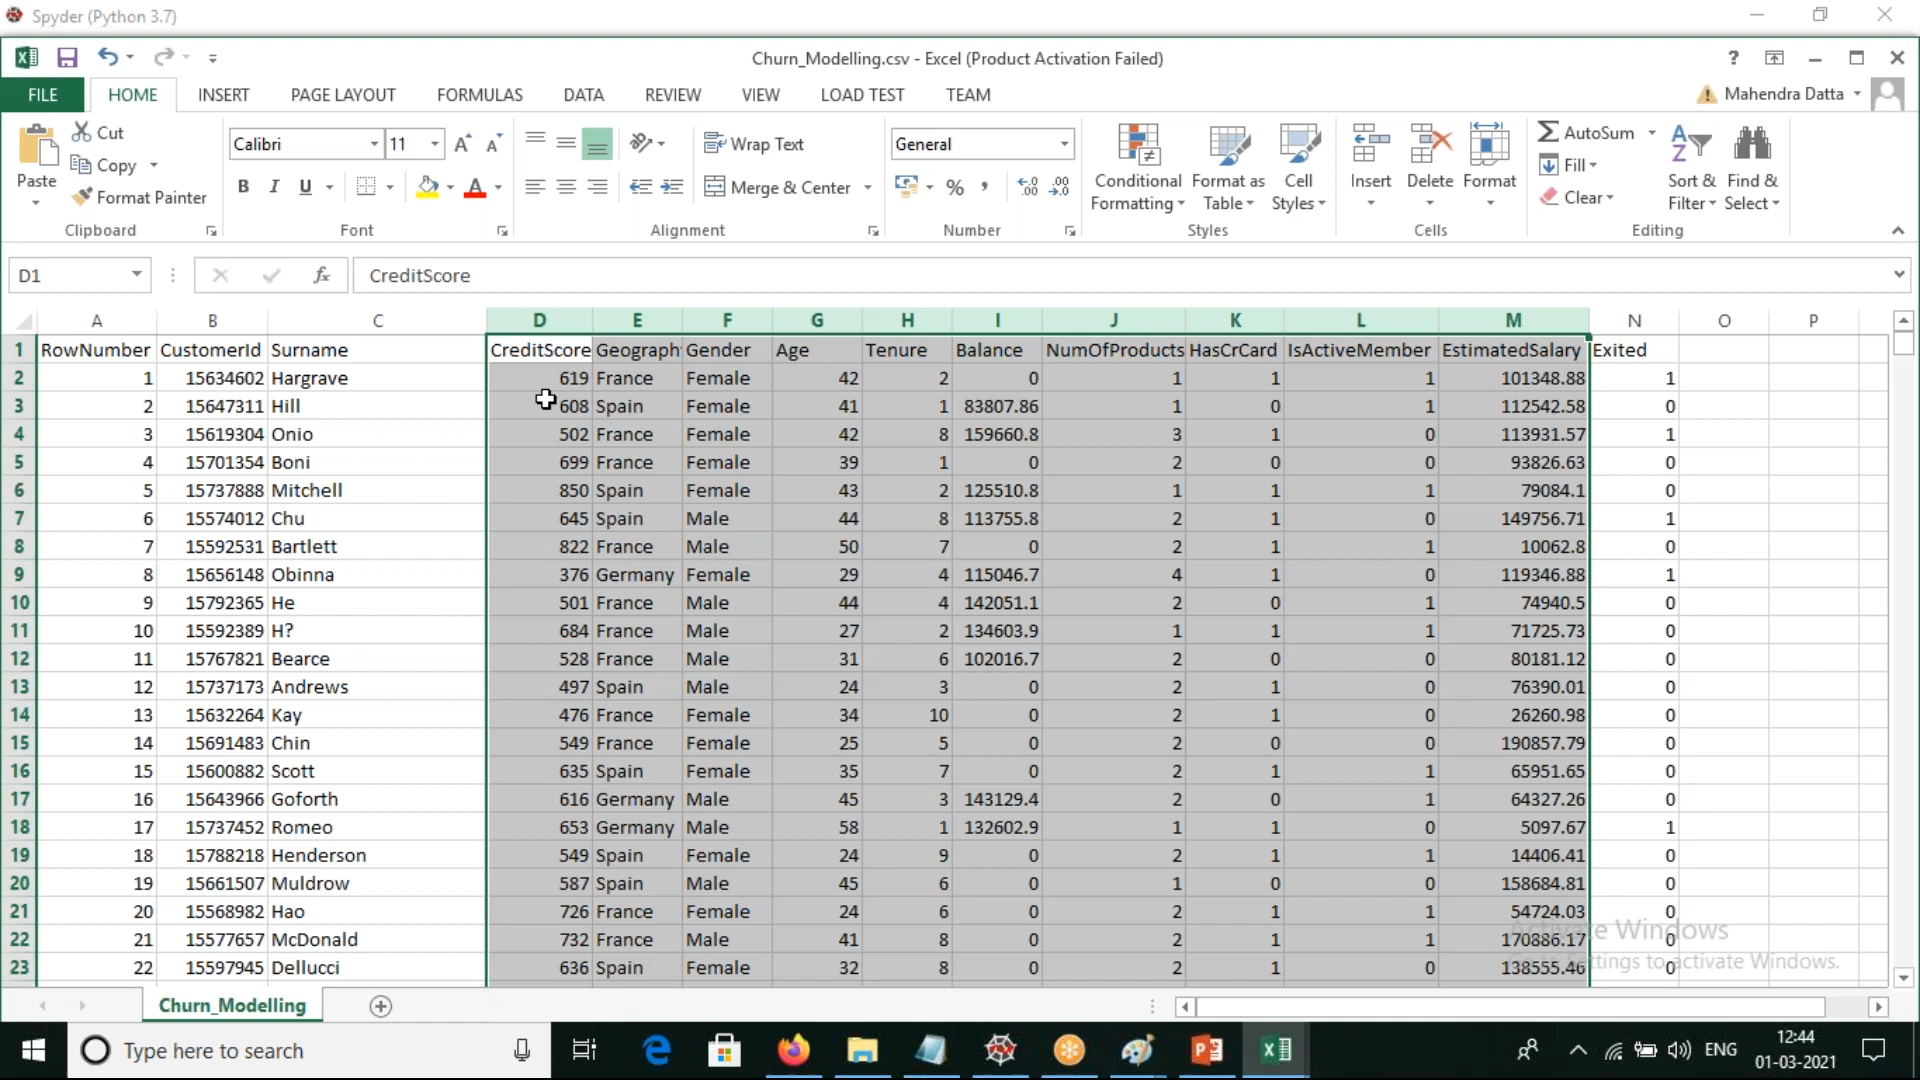 Spyder (Python 3.7)
Churn_Modelling.csv - Excel (Product Activation Failed)
FILE HOME INSERT PAGE LAYOUT FORMULAS DATA REVIEW VIEW LOAD TEST TEAM Mahendra Datta
Cut
Copy
Format Painter
Paste
Clipboard
Calibri 11
B I U A
Font
Wrap Text
Merge & Center
Alignment
General
% ,
Number
Conditional Formatting
Format as Table
Cell Styles
Styles
Insert Delete Format
Cells
AutoSum
Fill
Clear
Sort & Filter
Find & Select
Editing
D1 fx CreditScore
A B C D E F G H I J K L M N O P
1 RowNumber CustomerId Surname CreditScore Geograph Gender Age Tenure Balance NumOfProducts HasCrCard IsActiveMember EstimatedSalary Exited
2 1 15634602 Hargrave 619 France Female 42 2 0 1 1 1 101348.88 1
3 2 15647311 Hill 608 Spain Female 41 1 83807.86 1 0 1 112542.58 0
4 3 15619304 Onio 502 France Female 42 8 159660.8 3 1 0 113931.57 1
5 4 15701354 Boni 699 France Female 39 1 0 2 0 0 93826.63 0
6 5 15737888 Mitchell 850 Spain Female 43 2 125510.8 1 1 1 79084.1 0
7 6 15574012 Chu 645 Spain Male 44 8 113755.8 2 1 0 149756.71 1
8 7 15592531 Bartlett 822 France Male 50 7 0 2 1 1 10062.8 0
9 8 15656148 Obinna 376 Germany Female 29 4 115046.7 4 1 0 119346.88 1
10 9 15792365 He 501 France Male 44 4 142051.1 2 0 1 74940.5 0
11 10 15592389 H? 684 France Male 27 2 134603.9 1 1 1 71725.73 0
12 11 15767821 Bearce 528 France Male 31 6 102016.7 2 0 0 80181.12 0
13 12 15737173 Andrews 497 Spain Male 24 3 0 2 1 0 76390.01 0
14 13 15632264 Kay 476 France Female 34 10 0 2 1 0 26260.98 0
15 14 15691483 Chin 549 France Female 25 5 0 2 0 0 190857.79 0
16 15 15600882 Scott 635 Spain Female 35 7 0 2 1 1 65951.65 0
17 16 15643966 Goforth 616 Germany Male 45 3 143129.4 2 0 1 64327.26 0
18 17 15737452 Romeo 653 Germany Male 58 1 132602.9 1 1 0 5097.67 1
19 18 15788218 Henderson 549 Spain Female 24 9 0 2 1 1 14406.41 0
20 19 15661507 Muldrow 587 Spain Male 45 6 0 1 0 0 158684.81 0
21 20 15568982 Hao 726 France Female 24 6 0 2 1 1 54724.03 0
22 21 15577657 McDonald 732 France Male 41 8 0 2 1 1 170886.17 0
23 22 15597945 Dellucci 636 Spain Female 32 8 0 2 1 0 138555.46 0
Activate Windows
Go to Settings to activate Windows.
Churn_Modelling
Type here to search
ENG
12:44
01-03-2021